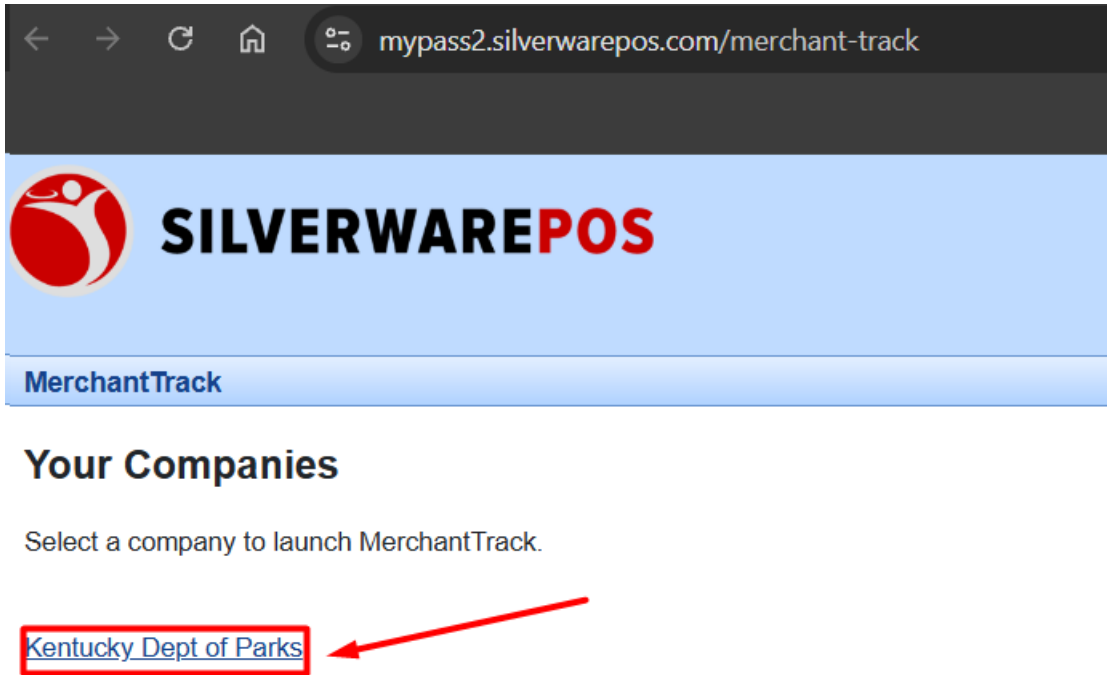 mypass2.silverwarepos.com/merchant-track
SILVERWAREPOS
MerchantTrack
Your Companies
Select a company to launch MerchantTrack.
Kentucky Dept of Parks